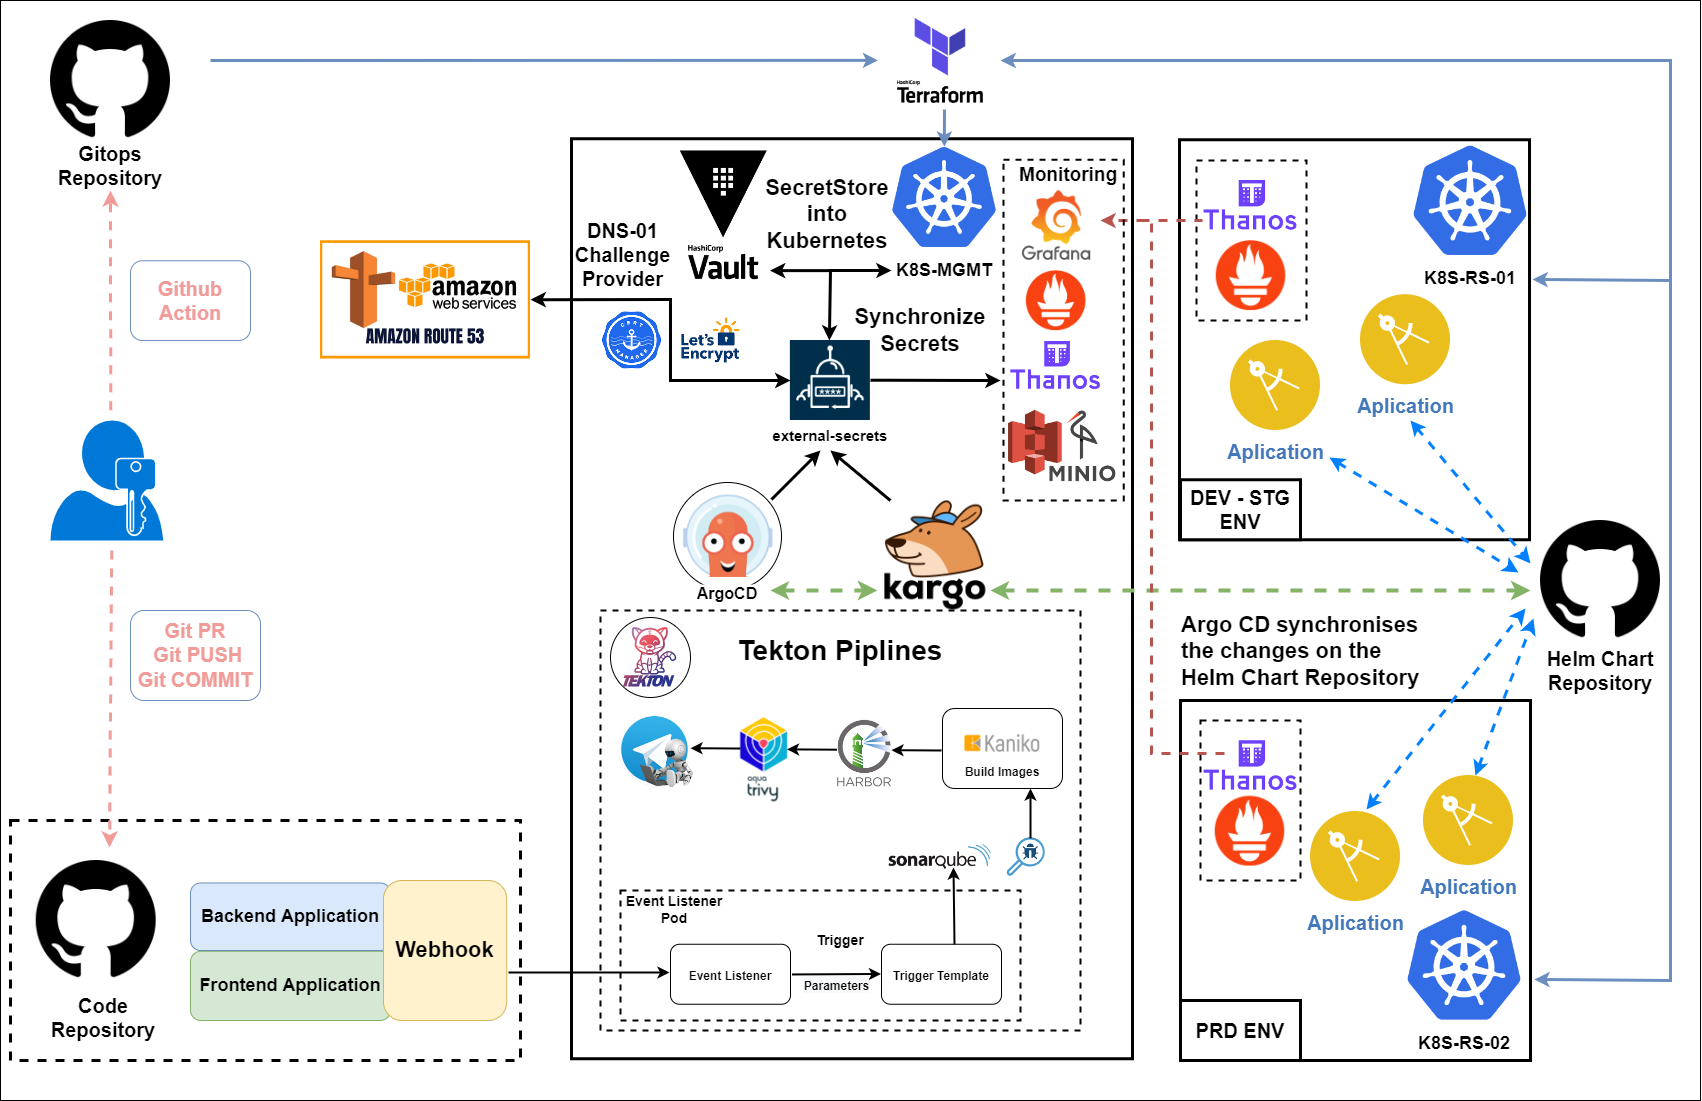 HashiCorp
Terraform
Gitops
Repository
Github
Action
Git PR
Git PUSH
Git COMMIT
amazon
web services
AMAZON ROUTE 53
DNS-01
Challenge
Provider
HashiCorp
Vault
SecretStore
into
Kubernetes
K8S-MGMT
CERT
MANAGER
Let's
Encrypt
Synchronize
Secrets
****
external-secrets
Monitoring
Grafana
Thanos
MINIO
ArgoCD
kargo
Tekton Piplines
TEKTON
aqua
trivy
HARBOR
Kaniko
Build Images
sonarqube
Event Listener
Pod
Event Listener
Trigger
Parameters
Trigger Template
Backend Application
Frontend Application
Webhook
Code
Repository
Thanos
K8S-RS-01
Aplication
Aplication
DEV - STG
ENV
Argo CD synchronises
the changes on the
Helm Chart Repository
Helm Chart
Repository
Thanos
Aplication
Aplication
PRD ENV
K8S-RS-02